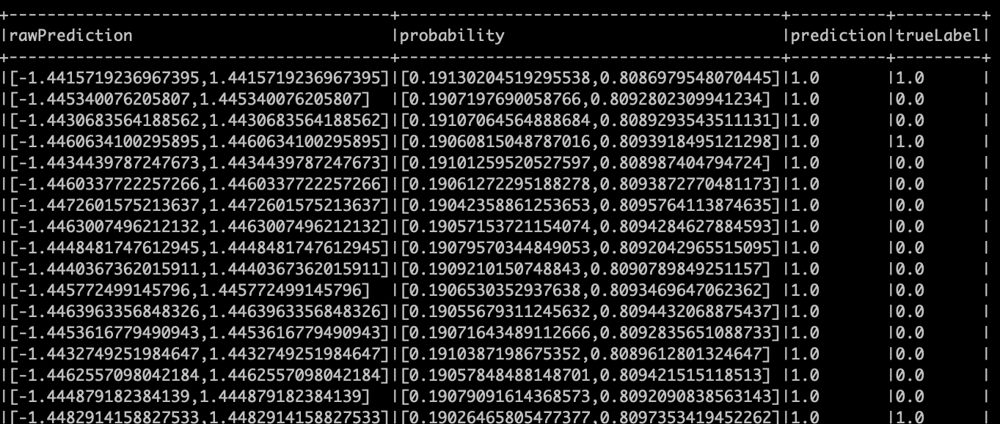 +----------------------------------------+----------------------------------------+----------+---------+
|rawPrediction                           |probability                             |prediction|trueLabel|
+----------------------------------------+----------------------------------------+----------+---------+
|[-1.4415719236967395,1.4415719236967395]|[0.19130204519295538,0.8086979548070445]|1.0       |1.0      |
|[-1.445340076205807,1.445340076205807]  |[0.1907197690058766,0.8092802309941234] |1.0       |0.0      |
|[-1.4430683564188562,1.4430683564188562]|[0.19107064564888684,0.8089293543511131]|1.0       |0.0      |
|[-1.4460634100295895,1.4460634100295895]|[0.19060815048787016,0.8093918495121298]|1.0       |1.0      |
|[-1.4434439787247673,1.4434439787247673]|[0.19101259520527597,0.808987404794724] |1.0       |0.0      |
|[-1.4460337722257266,1.4460337722257266]|[0.19061272295188278,0.8093872770481173]|1.0       |0.0      |
|[-1.4472601575213637,1.4472601575213637]|[0.19042358861253653,0.8095764113874635]|1.0       |0.0      |
|[-1.4463007496212132,1.4463007496212132]|[0.19057153721154074,0.8094284627884593]|1.0       |0.0      |
|[-1.4448481747612945,1.4448481747612945]|[0.19079570344849053,0.8092042965515095]|1.0       |0.0      |
|[-1.4440367362015911,1.4440367362015911]|[0.1909210150748843,0.8090789849251157] |1.0       |0.0      |
|[-1.445772499145796,1.445772499145796]  |[0.1906530352937638,0.8093469647062362] |1.0       |0.0      |
|[-1.4463963356848326,1.4463963356848326]|[0.19055679311245632,0.8094432068875437]|1.0       |0.0      |
|[-1.4453616779490943,1.4453616779490943]|[0.19071643489112666,0.8092835651088733]|1.0       |0.0      |
|[-1.4432749251984647,1.4432749251984647]|[0.1910387198675352,0.8089612801324647] |1.0       |0.0      |
|[-1.4462557098042184,1.4462557098042184]|[0.19057848488148701,0.809421515118513] |1.0       |0.0      |
|[-1.444879182384139,1.444879182384139]  |[0.19079091614368573,0.8092090838563143]|1.0       |0.0      |
|[-1.4482914158827533,1.4482914158827533]|[0.19026465805477377,0.8097353419452262]|1.0       |1.0      |